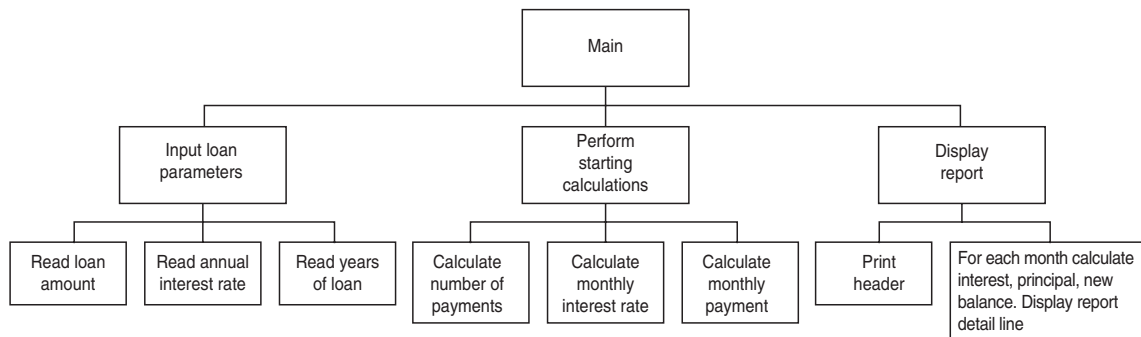 Main
Input loan
parameters
Perform
starting
calculations
Display
report
Read loan
amount
Read annual
interest rate
Read years
of loan
Calculate
number of
payments
Calculate
monthly
interest rate
Calculate
monthly
payment
Print
header
For each month calculate
interest, principal, new
balance. Display report
detail line